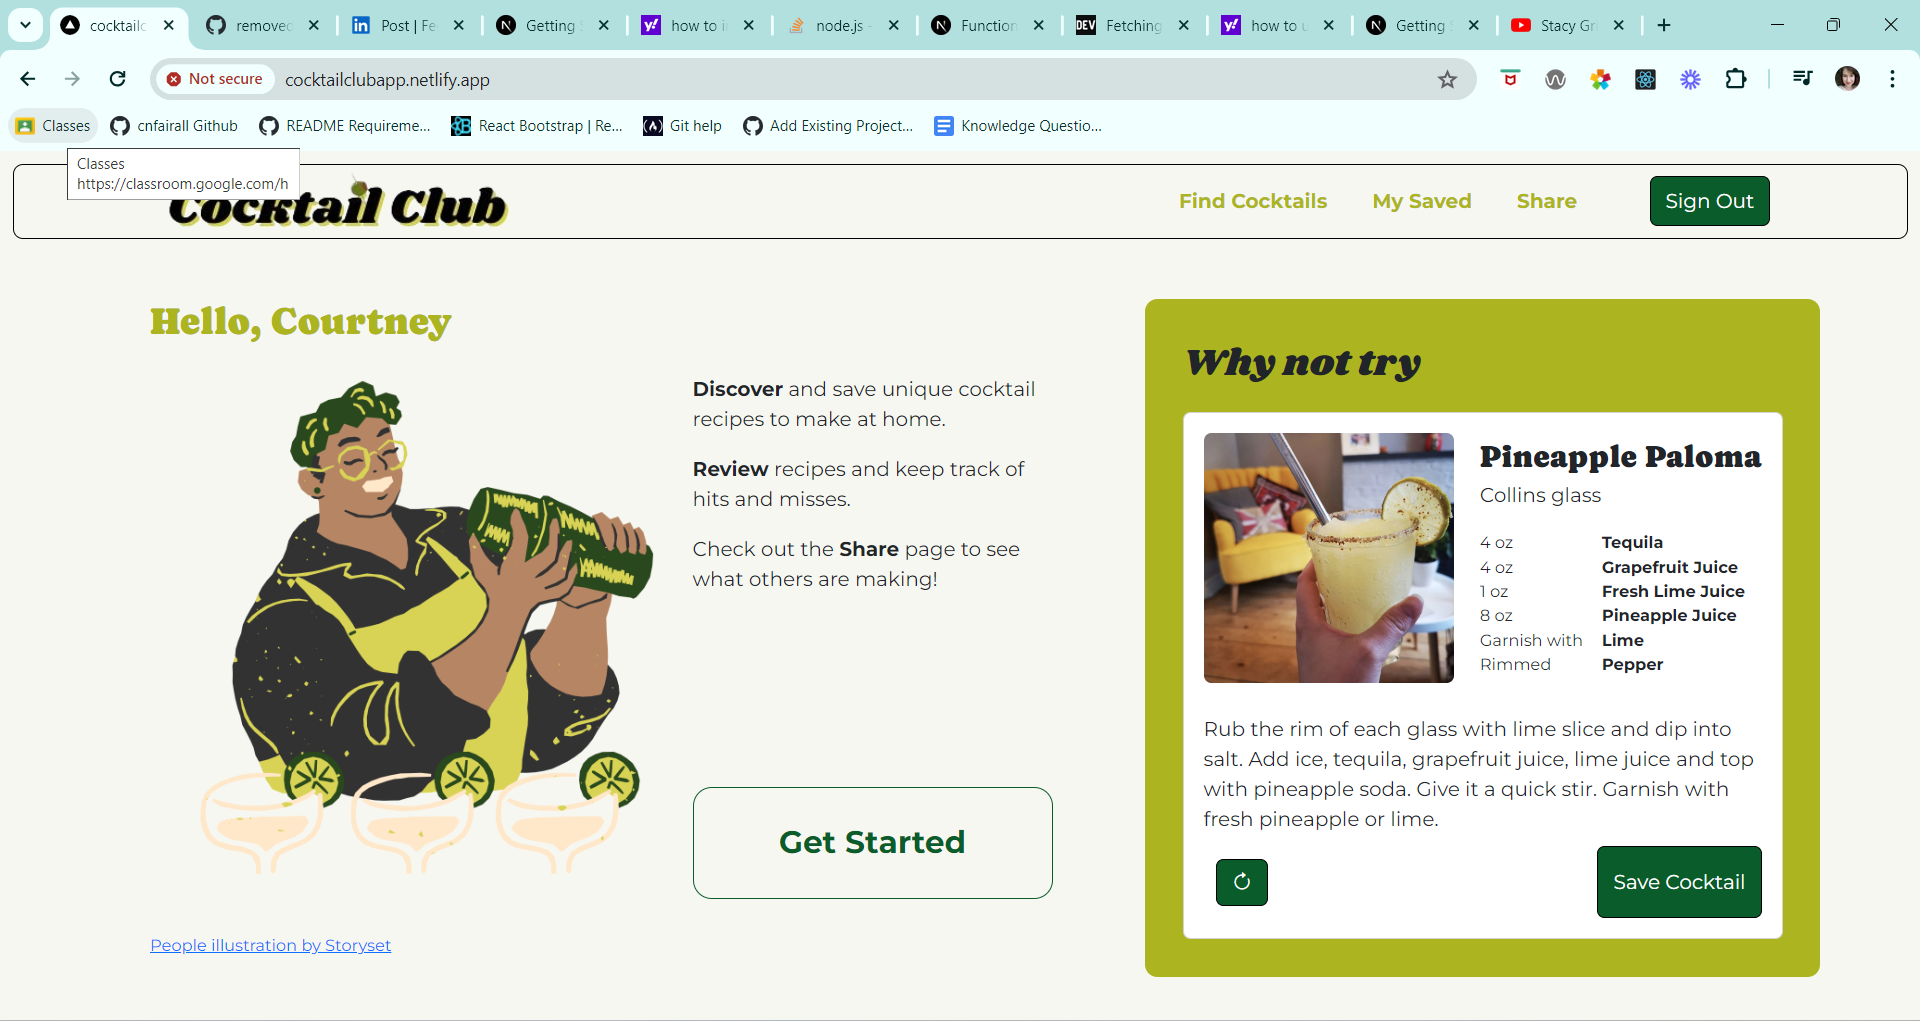 cocktailc
removed
Post | Fe
Getting S
how to i
node.js -
Function
DEV
Fetching
how to u
Getting S
Stacy Gr
Not secure
cocktailclubapp.netlify.app
Classes
cnfairall Github
README Requireme...
React Bootstrap | Re...
Git help
Add Existing Project...
Knowledge Questio...
Classes
https://classroom.google.com/h
Cocktail Club
Find Cocktails
My Saved
Share
Sign Out
Hello, Courtney
Discover and save unique cocktail
recipes to make at home.
Review recipes and keep track of
hits and misses.
Check out the Share page to see
what others are making!
Get Started
People illustration by Storyset
Why not try
Pineapple Paloma
Collins glass
4 oz Tequila
4 oz Grapefruit Juice
1 oz Fresh Lime Juice
8 oz Pineapple Juice
Garnish with Lime
Rimmed Pepper
Rub the rim of each glass with lime slice and dip into
salt. Add ice, tequila, grapefruit juice, lime juice and top
with pineapple soda. Give it a quick stir. Garnish with
fresh pineapple or lime.
Save Cocktail